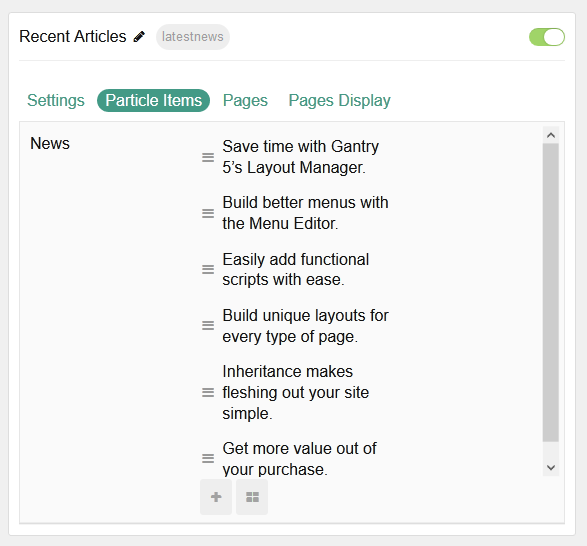 Recent Articles latestnews
Settings Particle Items Pages Pages Display
News
Save time with Gantry
5’s Layout Manager.
Build better menus with
the Menu Editor.
Easily add functional
scripts with ease.
Build unique layouts for
every type of page.
Inheritance makes
fleshing out your site
simple.
Get more value out of
your purchase.